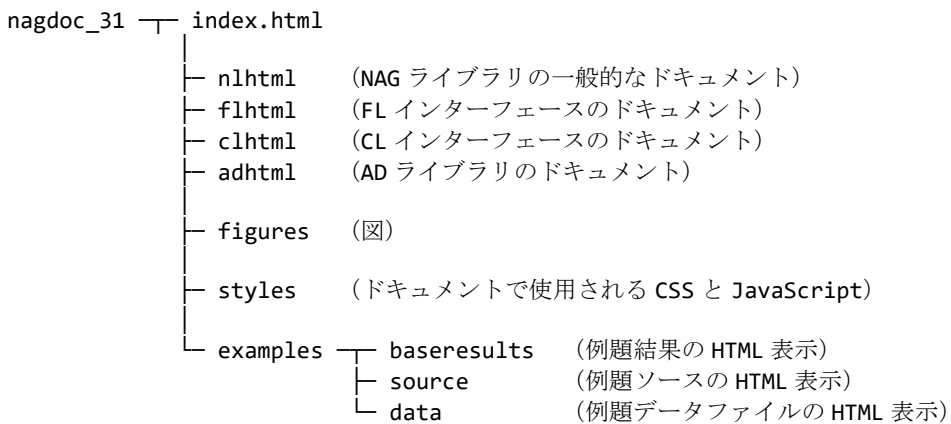 nagdoc_31 ─┬─ index.html
├─ nlhtml （NAG ライブラリの一般的なドキュメント）
├─ flhtml （FL インターフェースのドキュメント）
├─ clhtml （CL インターフェースのドキュメント）
├─ adhtml （AD ライブラリのドキュメント）
├─ figures （図）
├─ styles （ドキュメントで使用される CSS と JavaScript）
└─ examples ─┬─ baseresults （例題結果の HTML 表示）
├─ source （例題ソースの HTML 表示）
└─ data （例題データファイルの HTML 表示）